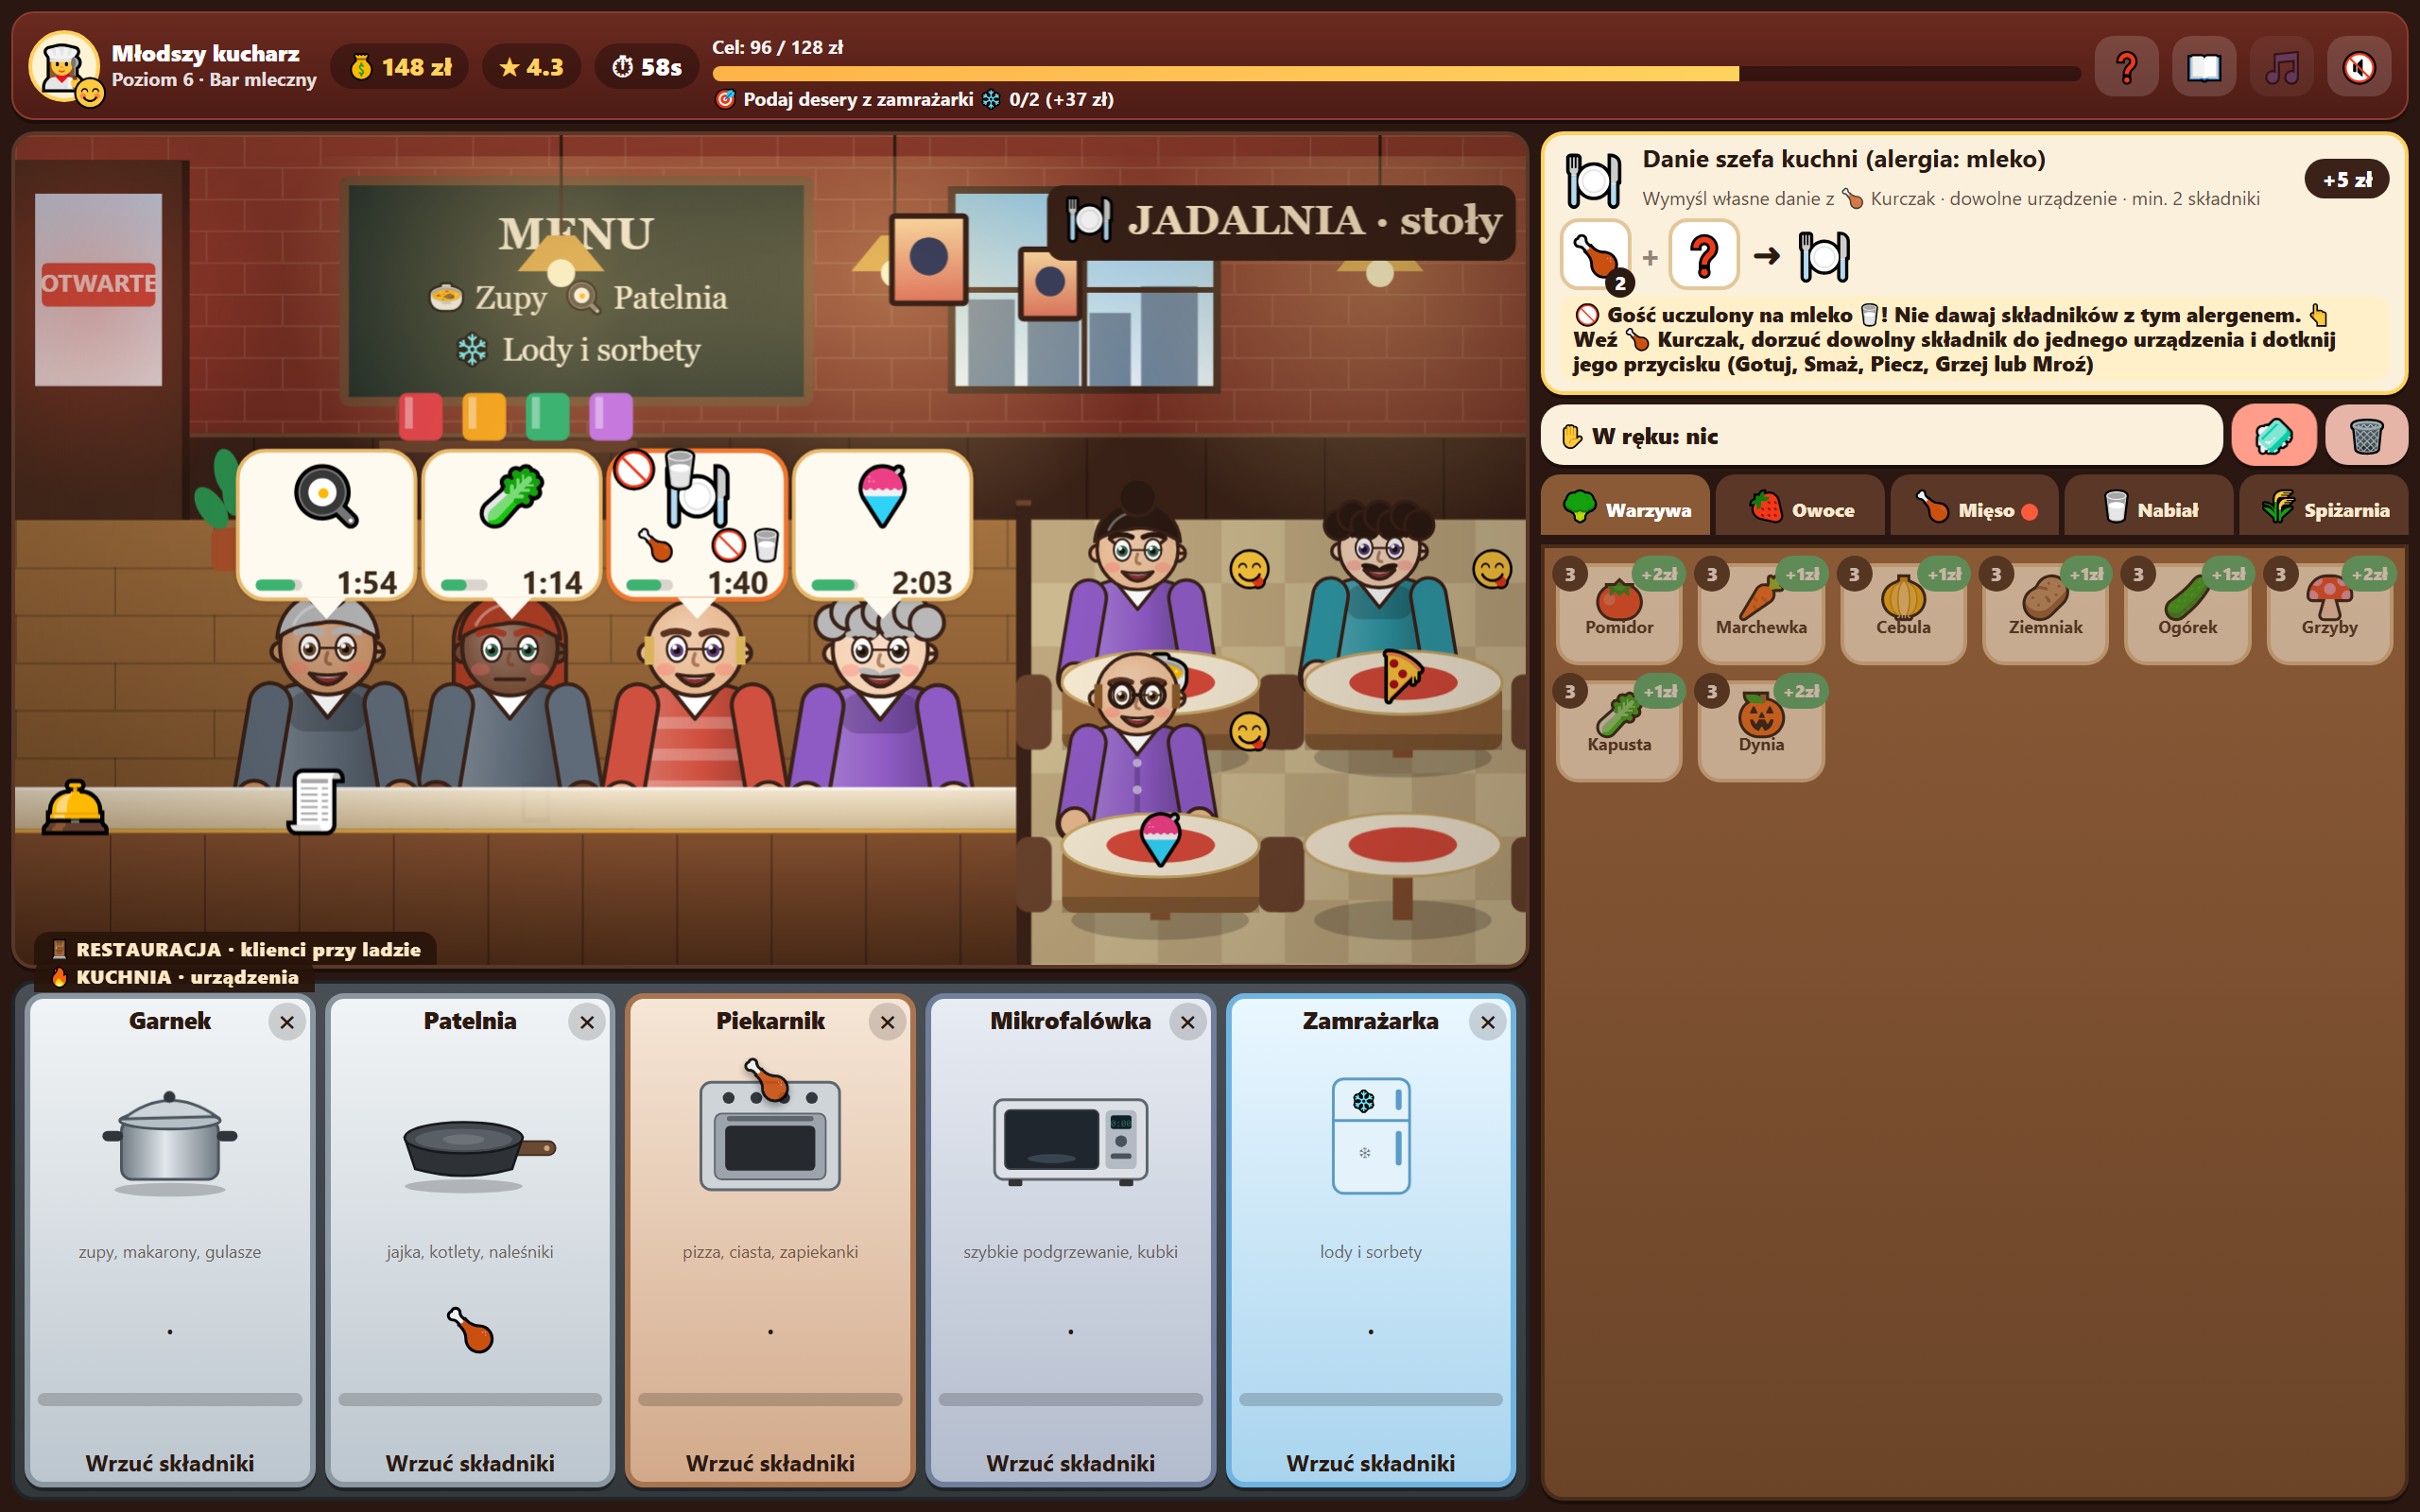 Młodszy kucharz
Poziom 6 · Bar mleczny
148 zł
★ 4.3
58s
Cel: 96 / 128 zł
Podaj desery z zamrażarki 0/2 (+37 zł)
OTWARTE
MENU
Zupy Patelnia
Lody i sorbety
JADALNIA · stoły
1:54
1:14
1:40
2:03
RESTAURACJA · klienci przy ladzie
KUCHNIA · urządzenia
Garnek
zupy, makarony, gulasze
Wrzuć składniki
Patelnia
jajka, kotlety, naleśniki
Wrzuć składniki
Piekarnik
pizza, ciasta, zapiekanki
Wrzuć składniki
Mikrofalówka
szybkie podgrzewanie, kubki
Wrzuć składniki
Zamrażarka
lody i sorbety
Wrzuć składniki
Danie szefa kuchni (alergia: mleko)
Wymyśl własne danie z Kurczak · dowolne urządzenie · min. 2 składniki
+5 zł
2
+
Gość uczulony na mleko! Nie dawaj składników z tym alergenem.
Weź Kurczak, dorzuć dowolny składnik do jednego urządzenia i dotknij
jego przycisku (Gotuj, Smaż, Piecz, Grzej lub Mroź)
W ręku: nic
Warzywa
Owoce
Mięso
Nabiał
Spiżarnia
3 +2zł
Pomidor
3 +1zł
Marchewka
3 +1zł
Cebula
3 +1zł
Ziemniak
3 +1zł
Ogórek
3 +2zł
Grzyby
3 +1zł
Kapusta
3 +2zł
Dynia